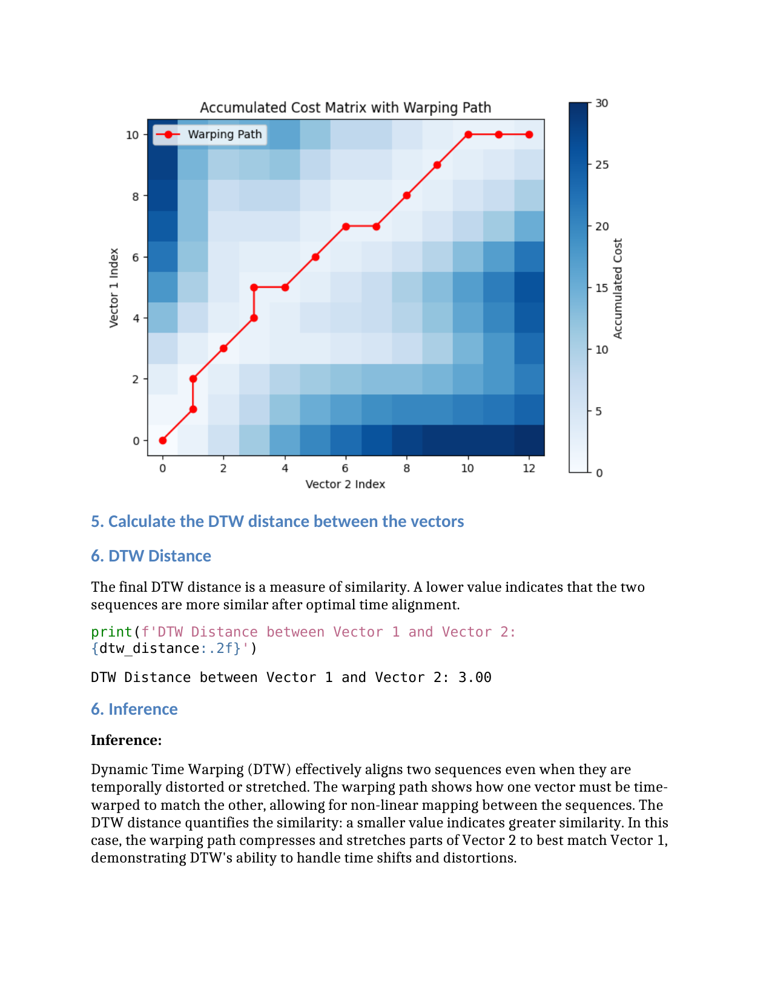 Accumulated Cost Matrix with Warping Path
Warping Path
10
8
6
4
2
0
Vector 1 Index
0 2 4 6 8 10 12
Vector 2 Index
30
25
20
15
10
5
0
Accumulated Cost
5. Calculate the DTW distance between the vectors
6. DTW Distance
The final DTW distance is a measure of similarity. A lower value indicates that the two
sequences are more similar after optimal time alignment.
print(f'DTW Distance between Vector 1 and Vector 2:
{dtw_distance:.2f}')
DTW Distance between Vector 1 and Vector 2: 3.00
6. Inference
Inference:
Dynamic Time Warping (DTW) effectively aligns two sequences even when they are
temporally distorted or stretched. The warping path shows how one vector must be time-
warped to match the other, allowing for non-linear mapping between the sequences. The
DTW distance quantifies the similarity: a smaller value indicates greater similarity. In this
case, the warping path compresses and stretches parts of Vector 2 to best match Vector 1,
demonstrating DTW's ability to handle time shifts and distortions.